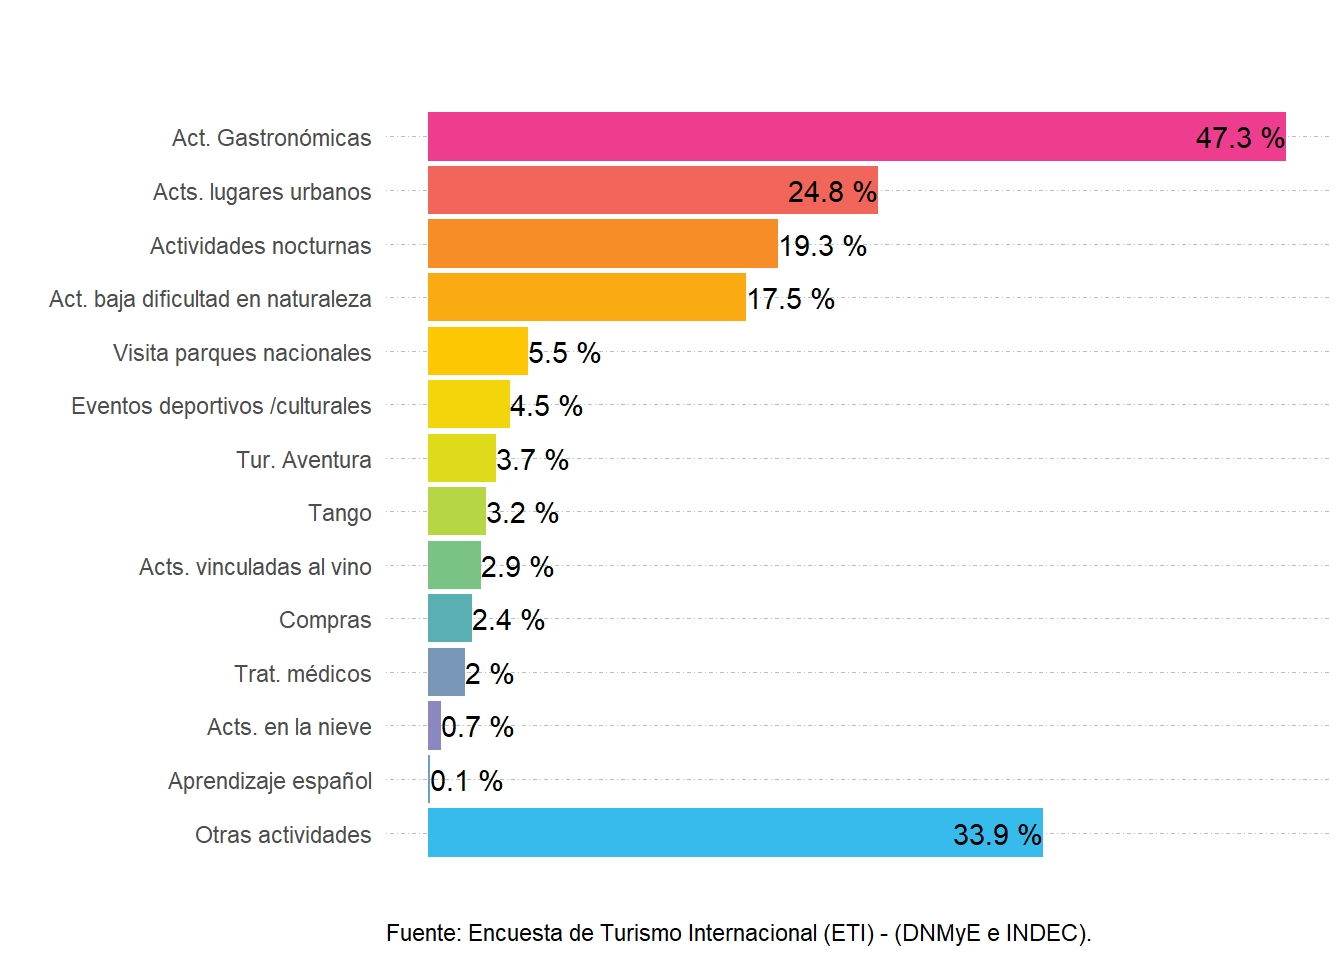 Act. Gastronómicas 47.3 %
Acts. lugares urbanos 24.8 %
Actividades nocturnas 19.3 %
Act. baja dificultad en naturaleza 17.5 %
Visita parques nacionales 5.5 %
Eventos deportivos /culturales 4.5 %
Tur. Aventura 3.7 %
Tango 3.2 %
Acts. vinculadas al vino 2.9 %
Compras 2.4 %
Trat. médicos 2 %
Acts. en la nieve 0.7 %
Aprendizaje español 0.1 %
Otras actividades 33.9 %
Fuente: Encuesta de Turismo Internacional (ETI) - (DNMyE e INDEC).